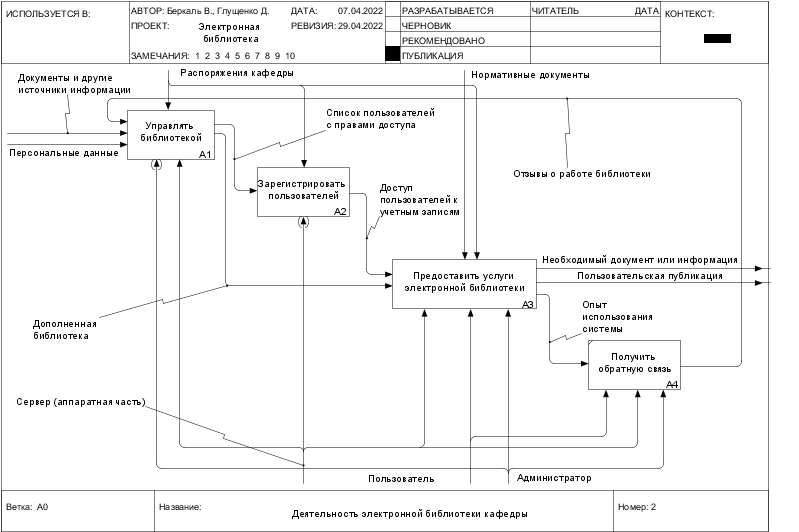 ИСПОЛЬЗУЕТСЯ В:
АВТОР: Беркаль В., Глущенко Д.
ДАТА: 07.04.2022
ПРОЕКТ: Электронная
библиотека
РЕВИЗИЯ: 29.04.2022
ЗАМЕЧАНИЯ: 1 2 3 4 5 6 7 8 9 10
РАЗРАБАТЫВАЕТСЯ
ЧЕРНОВИК
РЕКОМЕНДОВАНО
ПУБЛИКАЦИЯ
ЧИТАТЕЛЬ ДАТА
КОНТЕКСТ:
Документы и другие
источники информации
Распоряжения кафедры
Нормативные документы
Управлять
библиотекой
A1
Персональные данные
Список пользователей
с правами доступа
Отзывы о работе библиотеки
Зарегистрировать
пользователей
A2
Доступ
пользователей к
учетным записям
Предоставить услуги
электронной библиотеки
A3
Необходимый документ или информация
Пользовательская публикация
Дополненная
библиотека
Опыт
использования
системы
Получить
обратную связь
A4
Сервер (аппаратная часть)
Пользователь
Администратор
Ветка: A0
Название:
Деятельность электронной библиотеки кафедры
Номер: 2